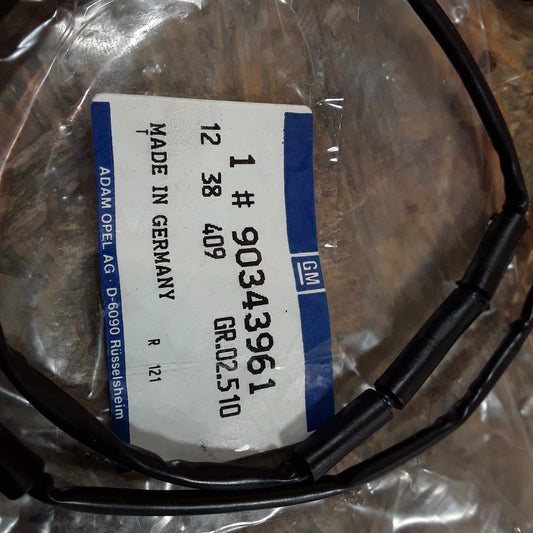 GM
1 # 90343961
GR.02.510
12 38 409
MADE IN GERMANY
T
R 121
ADAM OPEL AG · D-6090 Rüsselsheim